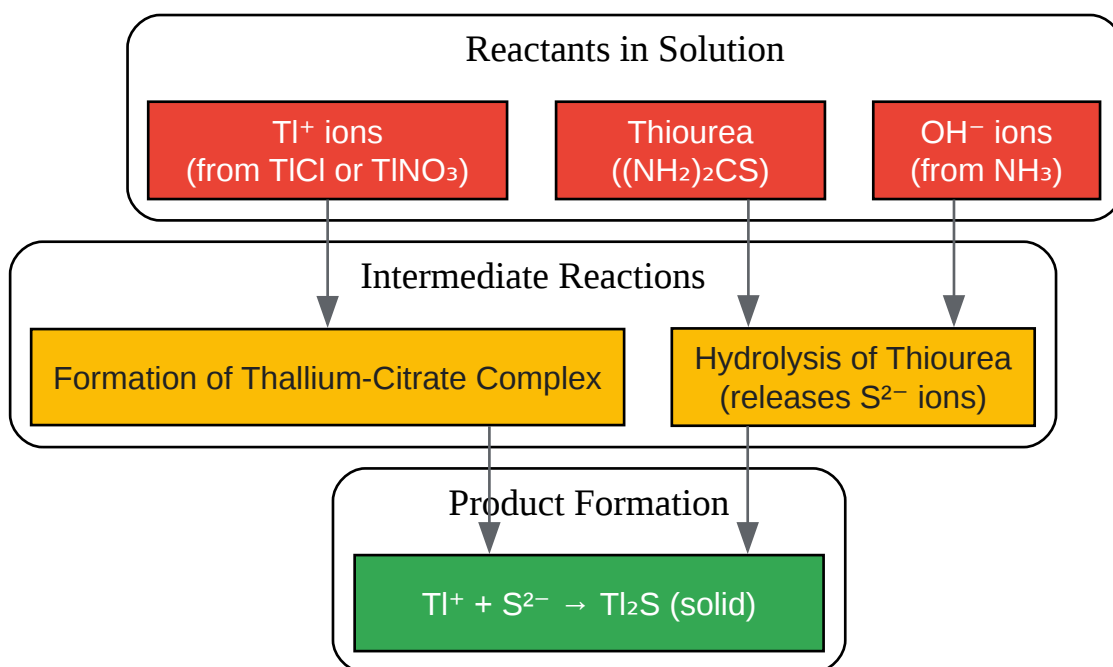 Reactants in Solution
Tl⁺ ions
(from TlCl or TlNO₃)
Thiourea
((NH₂)₂CS)
OH⁻ ions
(from NH₃)
Intermediate Reactions
Formation of Thallium-Citrate Complex
Hydrolysis of Thiourea
(releases S²⁻ ions)
Product Formation
Tl⁺ + S²⁻ → Tl₂S (solid)